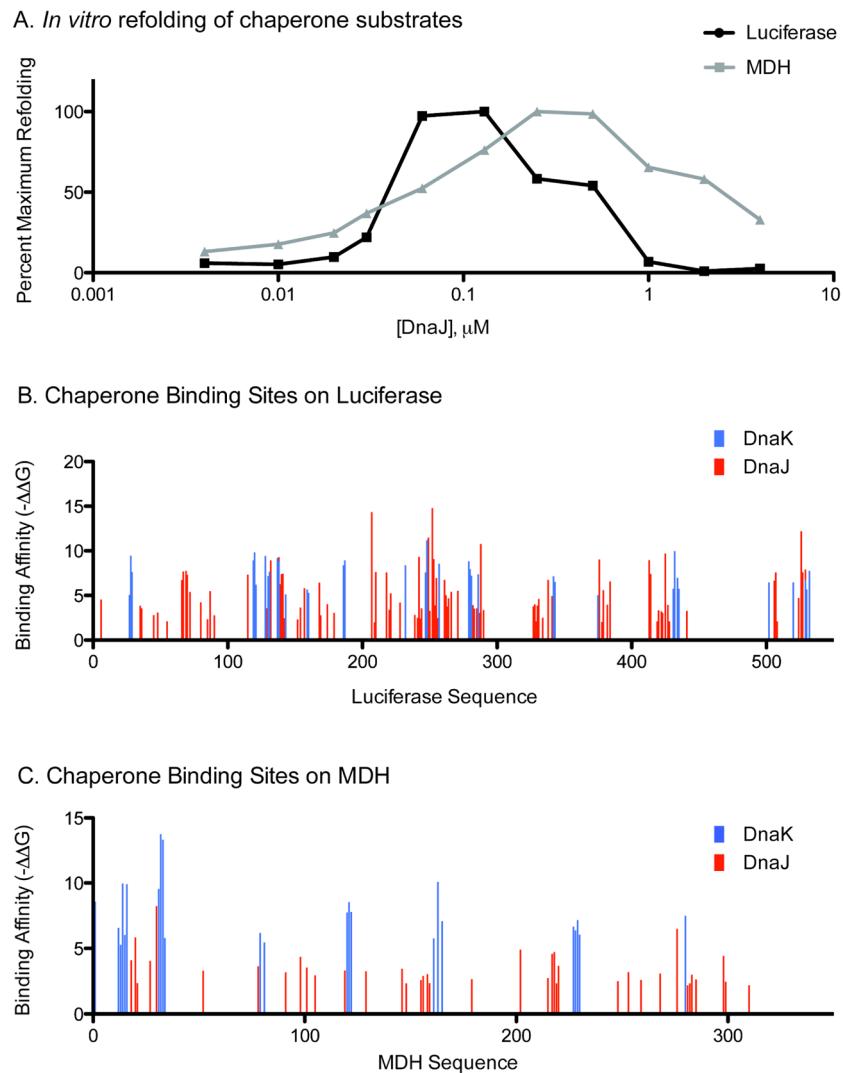 A. In vitro refolding of chaperone substrates
Luciferase
MDH
Percent Maximum Refolding
100
50
0
0.001
0.01
0.1
1
10
[DnaJ], μM
B. Chaperone Binding Sites on Luciferase
DnaK
DnaJ
Binding Affinity (-ΔΔG)
20
15
10
5
0
0
100
200
300
400
500
Luciferase Sequence
C. Chaperone Binding Sites on MDH
DnaK
DnaJ
Binding Affinity (-ΔΔG)
15
10
5
0
0
100
200
300
MDH Sequence